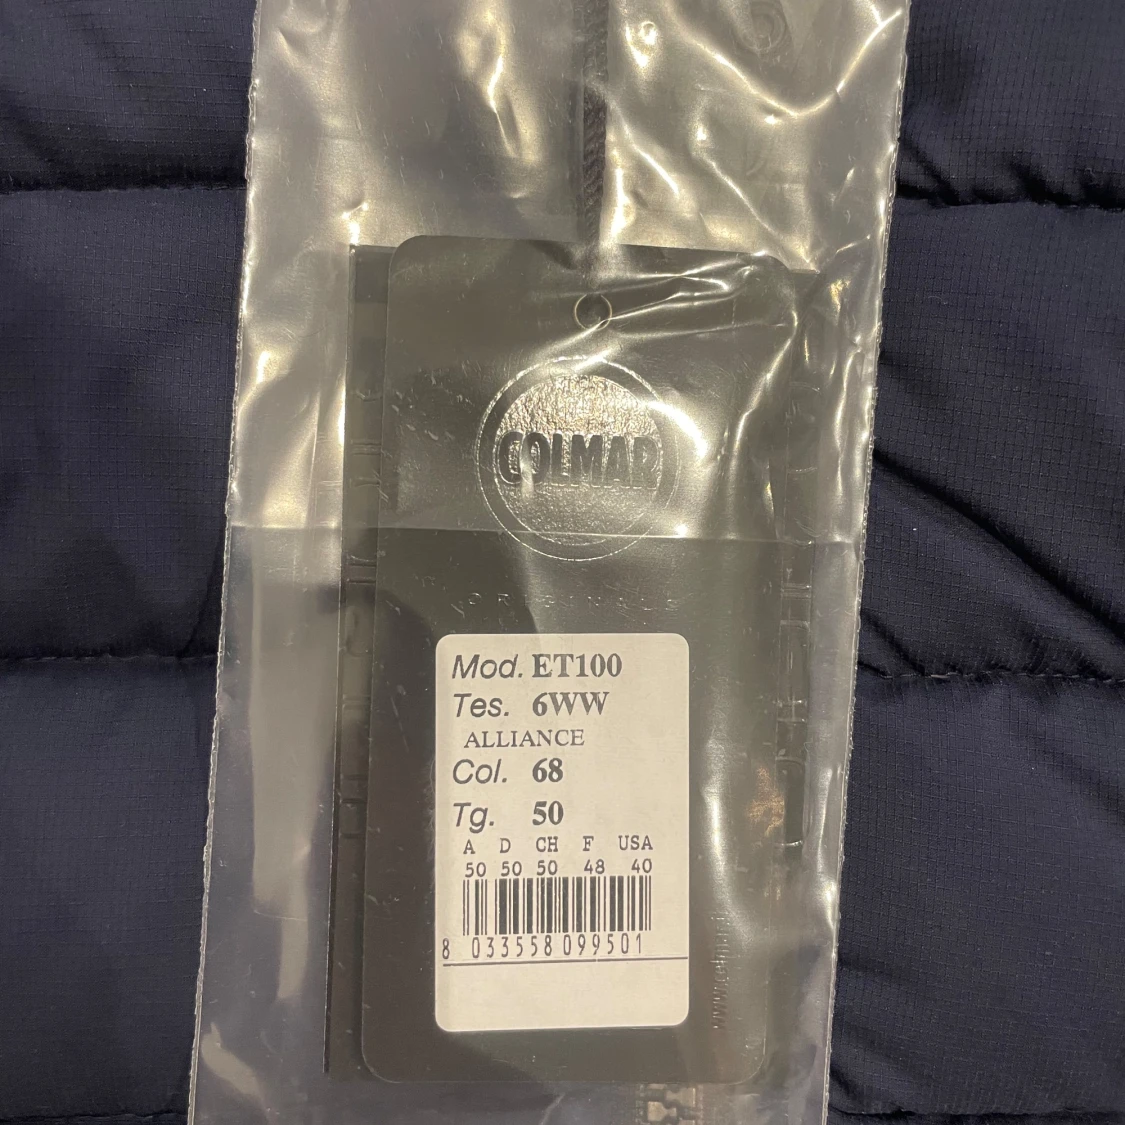 COLMAR
ORIGINALS
Mod. ET100
Tes. 6WW
ALLIANCE
Col. 68
Tg. 50
A D CH F USA
50 50 50 48 40
8 033558 099501